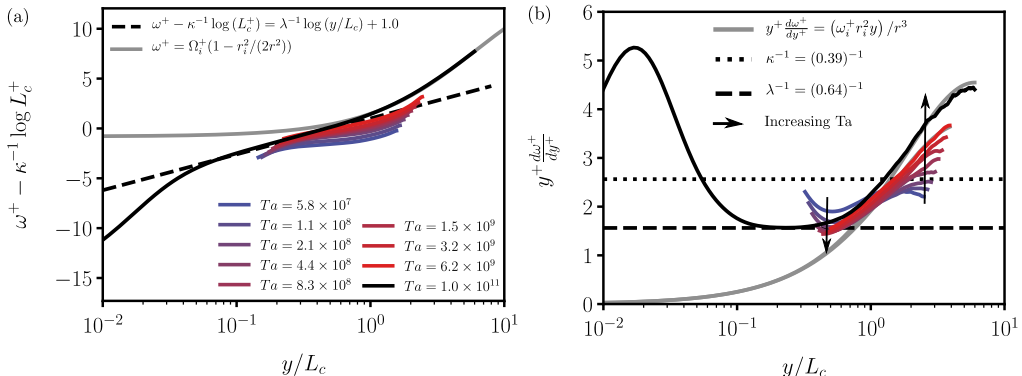 (a)
ω⁺ − κ⁻¹ log (L_c⁺) = λ⁻¹ log (y/L_c) + 1.0
ω⁺ = Ω_i⁺(1 − r_i²/(2r²))
10
5
0
−5
−10
−15
ω⁺ − κ⁻¹ log L_c⁺
Ta = 5.8 × 10⁷
Ta = 1.1 × 10⁸
Ta = 2.1 × 10⁸
Ta = 4.4 × 10⁸
Ta = 8.3 × 10⁸
Ta = 1.5 × 10⁹
Ta = 3.2 × 10⁹
Ta = 6.2 × 10⁹
Ta = 1.0 × 10¹¹
10⁻² 10⁻¹ 10⁰ 10¹
y/L_c
(b)
y⁺ dω⁺/dy⁺ = (ω_i⁺ r_i² y) /r³
κ⁻¹ = (0.39)⁻¹
λ⁻¹ = (0.64)⁻¹
Increasing Ta
6
5
4
3
2
1
0
y⁺ dω⁺/dy⁺
10⁻² 10⁻¹ 10⁰ 10¹
y/L_c